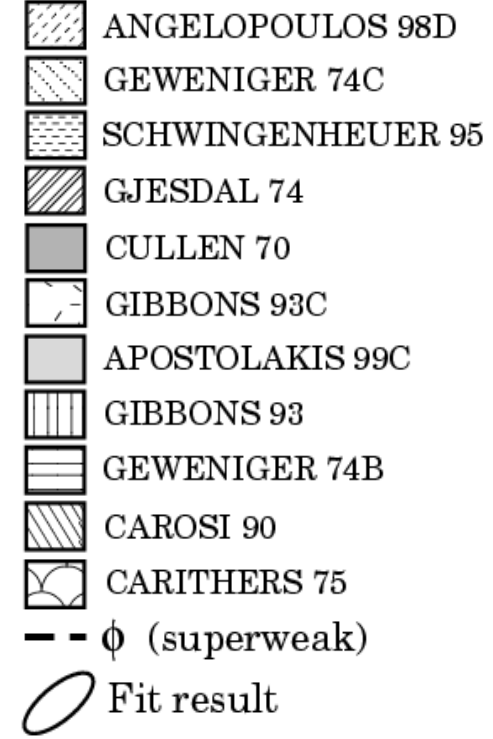 ANGELOPOULOS 98D
GEWENIGER 74C
SCHWINGENHEUER 95
GJESDAL 74
CULLEN 70
GIBBONS 93C
APOSTOLAKIS 99C
GIBBONS 93
GEWENIGER 74B
CAROSI 90
CARITHERS 75
ϕ (superweak)
Fit result